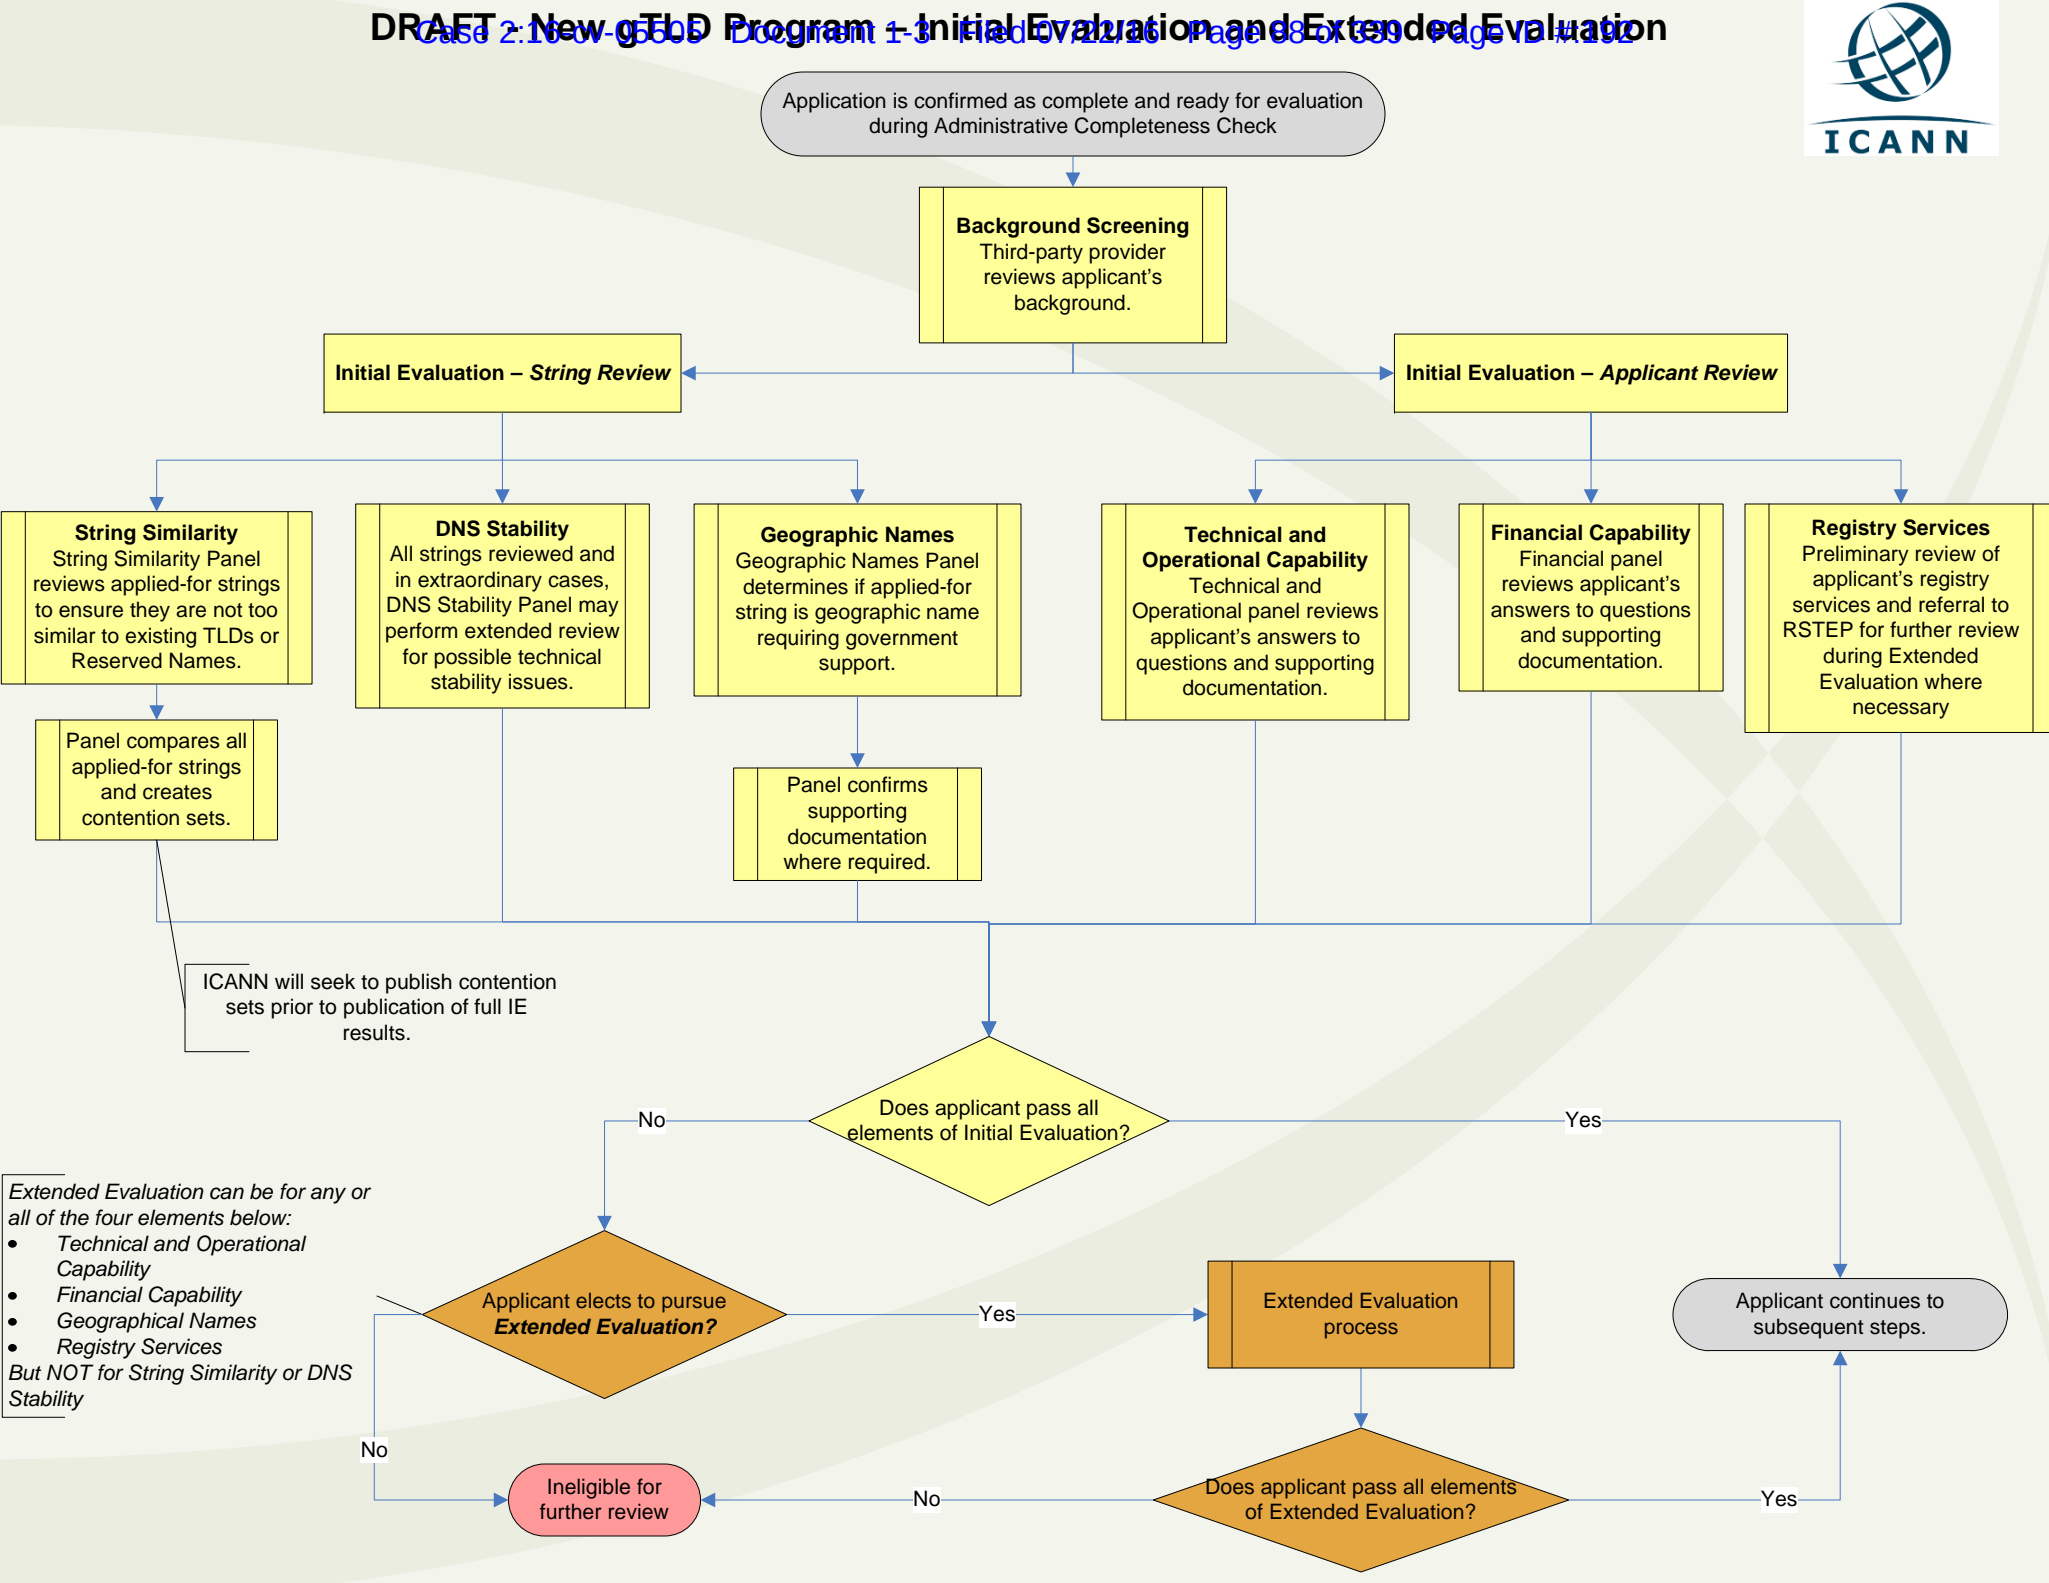 DRAFT - New gTLD Program – Initial Evaluation and Extended Evaluation
Case 2:16-cv-05505 Document 1-3 Filed 07/22/16 Page 88 of 339 Page ID #:192
ICANN
Application is confirmed as complete and ready for evaluation
during Administrative Completeness Check
Background Screening
Third-party provider
reviews applicant’s
background.
Initial Evaluation – String Review
Initial Evaluation – Applicant Review
String Similarity
String Similarity Panel
reviews applied-for strings
to ensure they are not too
similar to existing TLDs or
Reserved Names.
DNS Stability
All strings reviewed and
in extraordinary cases,
DNS Stability Panel may
perform extended review
for possible technical
stability issues.
Geographic Names
Geographic Names Panel
determines if applied-for
string is geographic name
requiring government
support.
Technical and
Operational Capability
Technical and
Operational panel reviews
applicant’s answers to
questions and supporting
documentation.
Financial Capability
Financial panel
reviews applicant’s
answers to questions
and supporting
documentation.
Registry Services
Preliminary review of
applicant’s registry
services and referral to
RSTEP for further review
during Extended
Evaluation where
necessary
Panel compares all
applied-for strings
and creates
contention sets.
Panel confirms
supporting
documentation
where required.
ICANN will seek to publish contention
sets prior to publication of full IE
results.
Does applicant pass all
elements of Initial Evaluation?
No
Yes
Extended Evaluation can be for any or
all of the four elements below:
• Technical and Operational
Capability
• Financial Capability
• Geographical Names
• Registry Services
But NOT for String Similarity or DNS
Stability
Applicant elects to pursue
Extended Evaluation?
Yes
Extended Evaluation
process
Applicant continues to
subsequent steps.
No
Ineligible for
further review
No
Does applicant pass all elements
of Extended Evaluation?
Yes